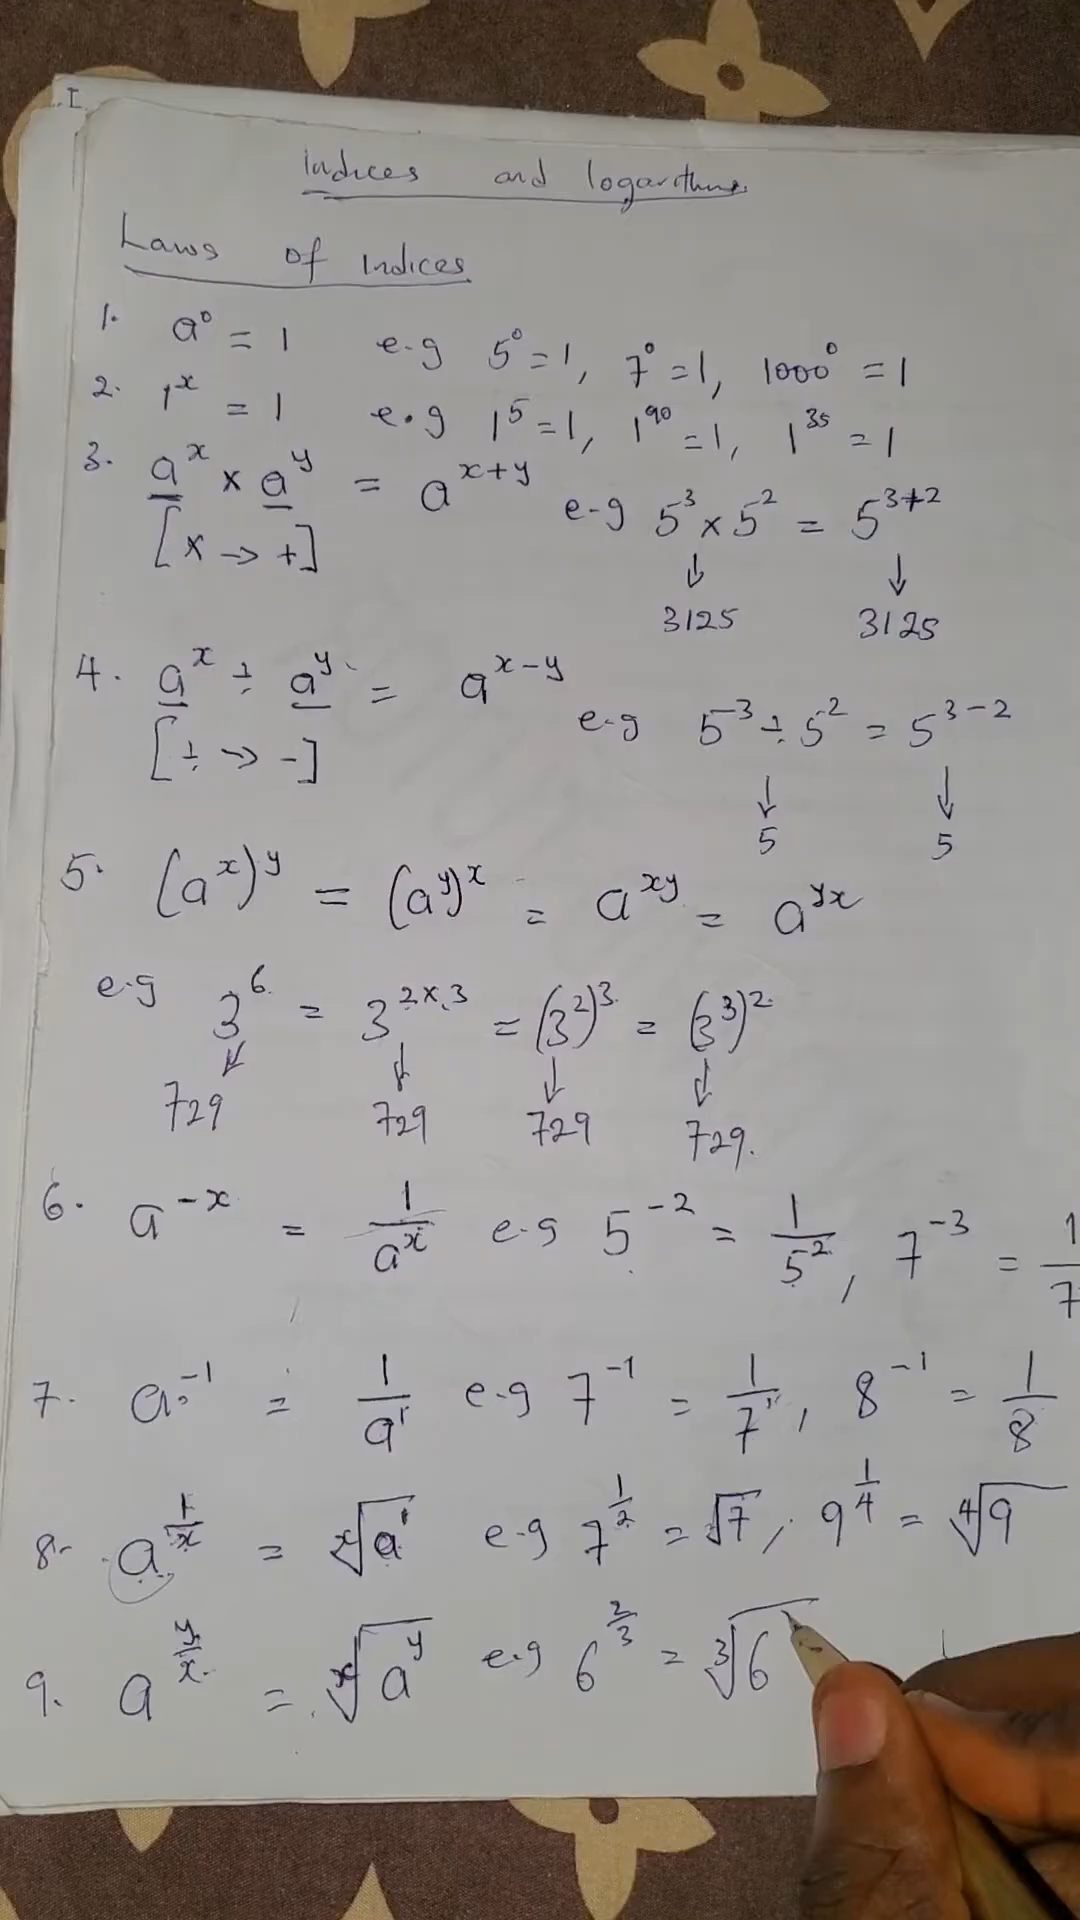 I
Indices and logarithms
Laws of Indices
1. a⁰ = 1 e.g 5⁰ = 1, 7⁰ = 1, 1000⁰ = 1
2. 1ˣ = 1 e.g 1⁵ = 1, 1⁹⁰ = 1, 1³⁵ = 1
3. aˣ × aʸ = aˣ⁺ʸ e-g 5³ × 5² = 5³⁺²
[× → +]
↓ ↓
3125 3125
4. aˣ ÷ aʸ = aˣ⁻ʸ e-g 5³ ÷ 5² = 5³⁻²
[÷ → -]
↓ ↓
5 5
5. (aˣ)ʸ = (aʸ)ˣ = a^(xy) = a^(yx)
e-g 3⁶ = 3^(2×3) = (3²)³ = (3³)²
↓ ↓ ↓ ↓
729 729 729 729.
6. a⁻ˣ = 1/aˣ e-g 5⁻² = 1/5², 7⁻³ = 1/7
7. a⁻¹ = 1/a¹ e-g 7⁻¹ = 1/7¹, 8⁻¹ = 1/8
8. a^(1/x) = ˣ√a¹ e-g 7^(1/2) = √7, 9^(1/4) = ⁴√9
9. a^(y/x) = ˣ√aʸ e-g 6^(2/3) = ³√6